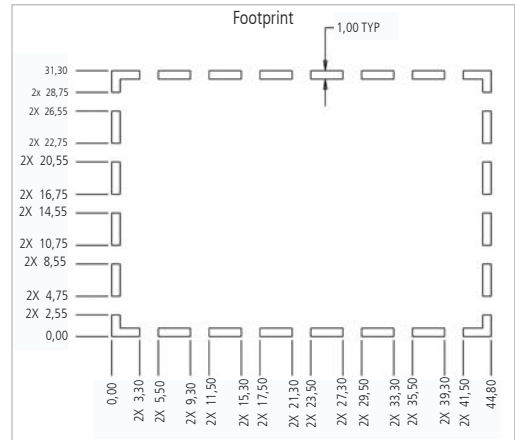 Footprint
1,00 TYP
31,30
2x 28,75
2X 26,55
2X 22,75
2X 20,55
2X 16,75
2X 14,55
2X 10,75
2X 8,55
2X 4,75
2X 2,55
0,00
0,00
2X 3,30
2X 5,50
2X 9,30
2X 11,50
2X 15,30
2X 17,50
2X 21,30
2X 23,50
2X 27,30
2X 29,50
2X 33,30
2X 35,50
2X 39,30
2X 41,50
44,80